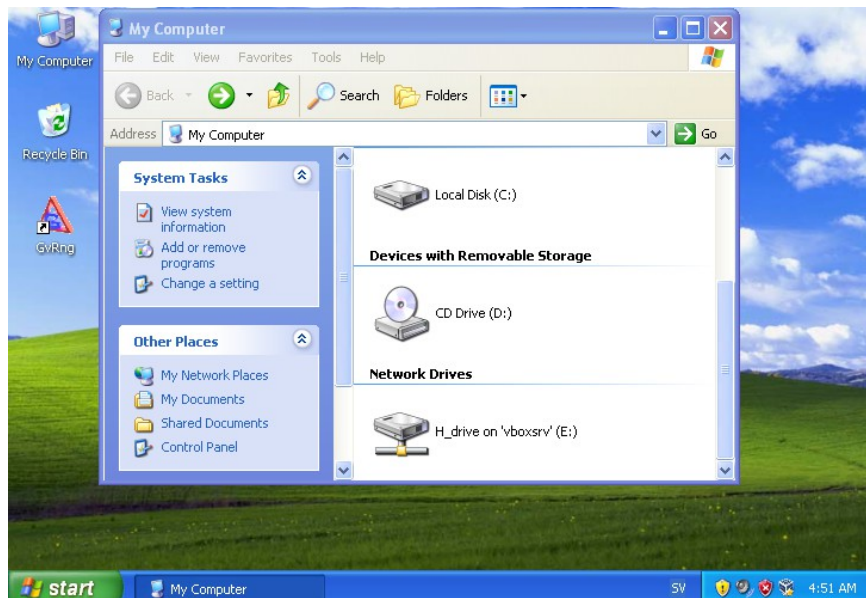 My Computer
Recycle Bin
GvRng
My Computer
File Edit View Favorites Tools Help
Back Search Folders
Address My Computer Go
System Tasks
View system
information
Add or remove
programs
Change a setting
Other Places
My Network Places
My Documents
Shared Documents
Control Panel
Local Disk (C:)
Devices with Removable Storage
CD Drive (D:)
Network Drives
H_drive on 'vboxsrv' (E:)
start My Computer SV 4:51 AM